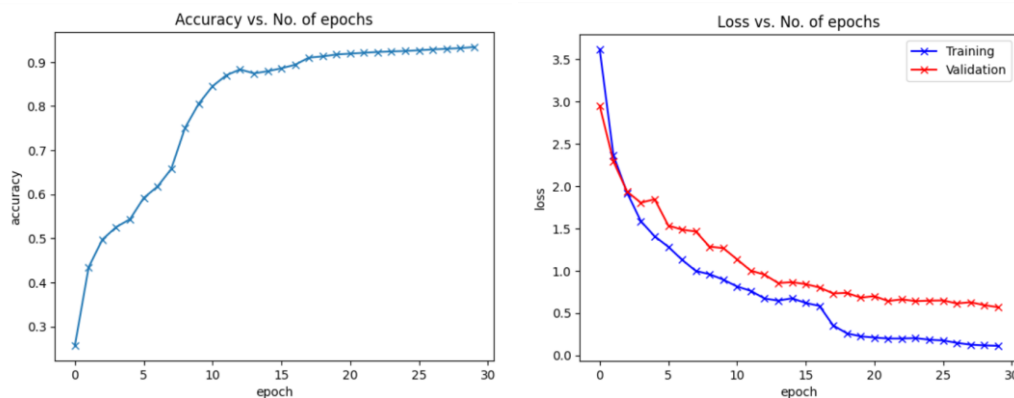 Accuracy vs. No. of epochs
0.9
0.8
0.7
0.6
0.5
0.4
0.3
accuracy
0 5 10 15 20 25 30
epoch
Loss vs. No. of epochs
Training
Validation
3.5
3.0
2.5
2.0
1.5
1.0
0.5
0.0
loss
0 5 10 15 20 25 30
epoch